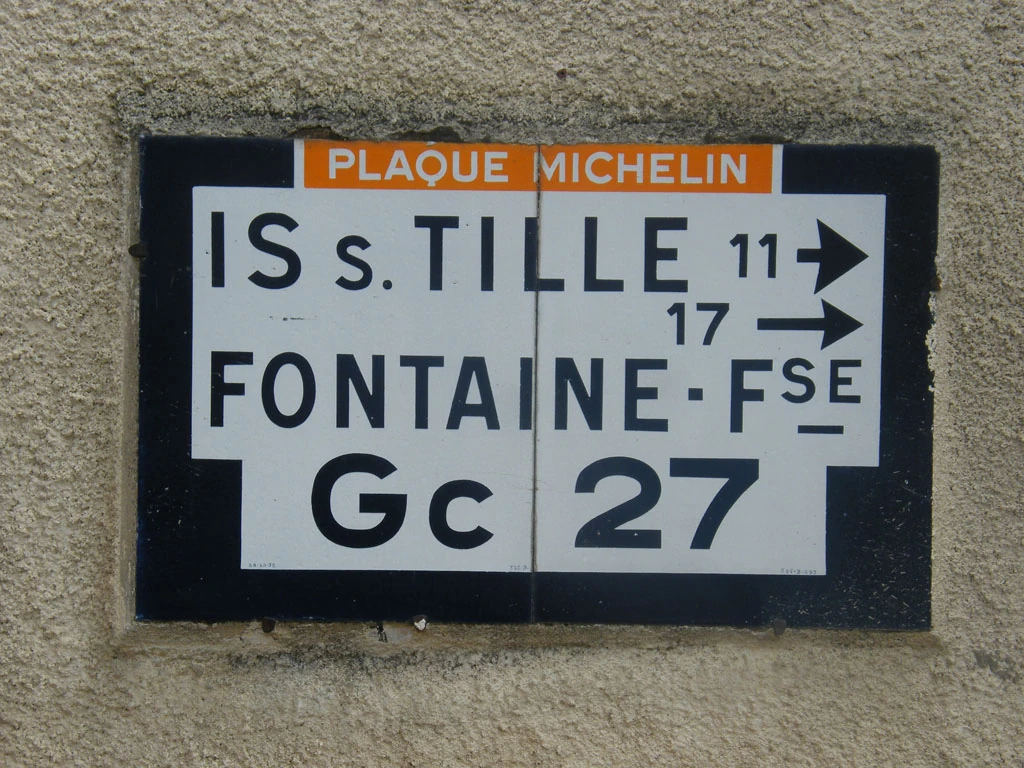 PLAQUE MICHELIN
IS s. TILLE 11
17
FONTAINE-FSE
Gc 27